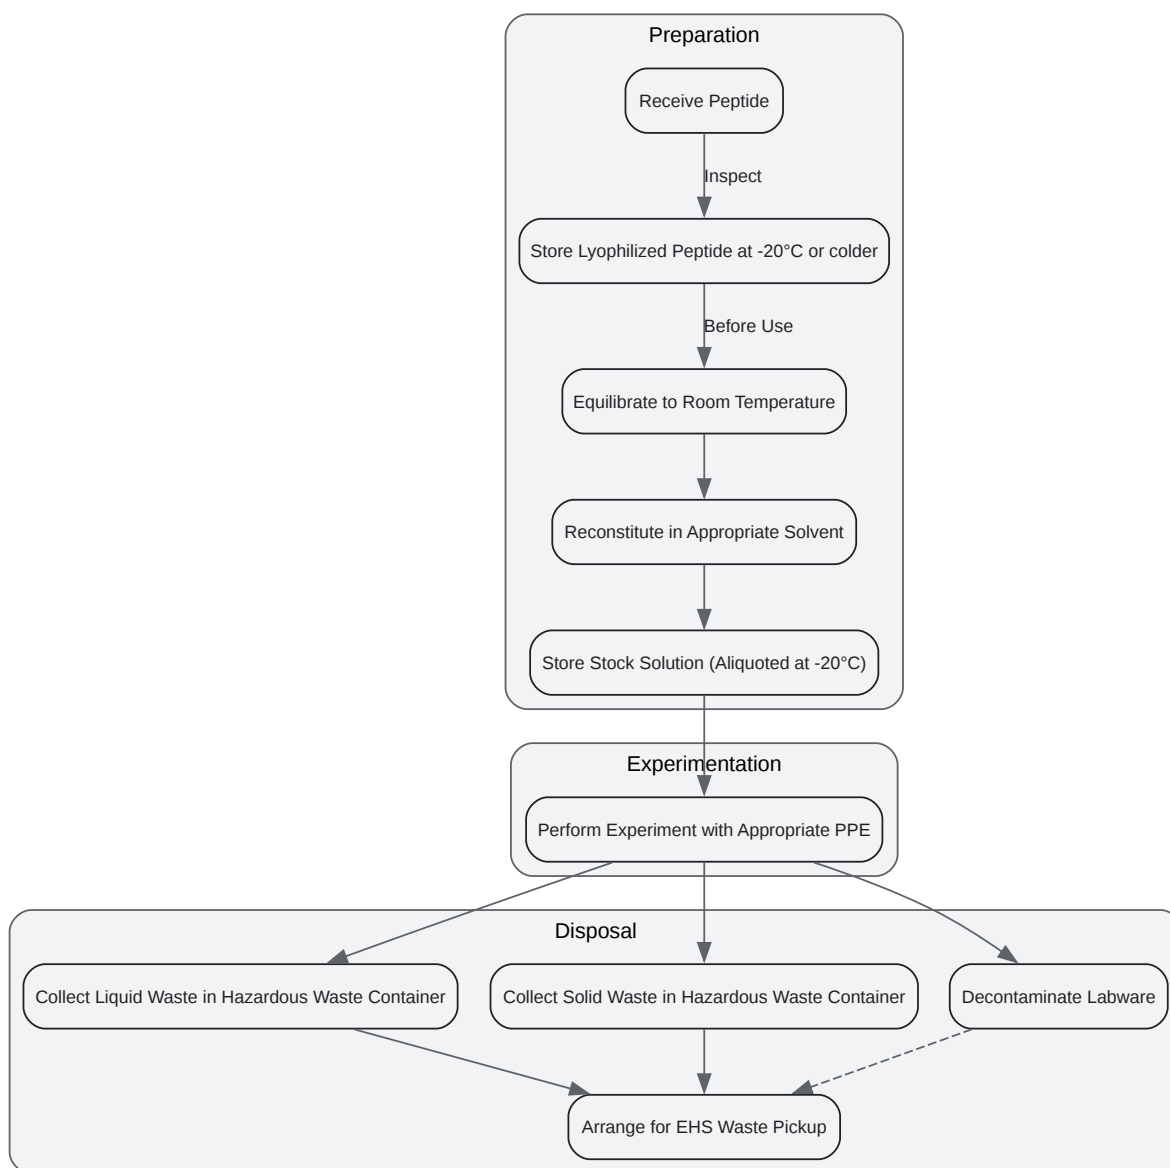 Preparation
Receive Peptide
Inspect
Store Lyophilized Peptide at -20°C or colder
Before Use
Equilibrate to Room Temperature
Reconstitute in Appropriate Solvent
Store Stock Solution (Aliquoted at -20°C)
Experimentation
Perform Experiment with Appropriate PPE
Disposal
Collect Liquid Waste in Hazardous Waste Container
Collect Solid Waste in Hazardous Waste Container
Decontaminate Labware
Arrange for EHS Waste Pickup